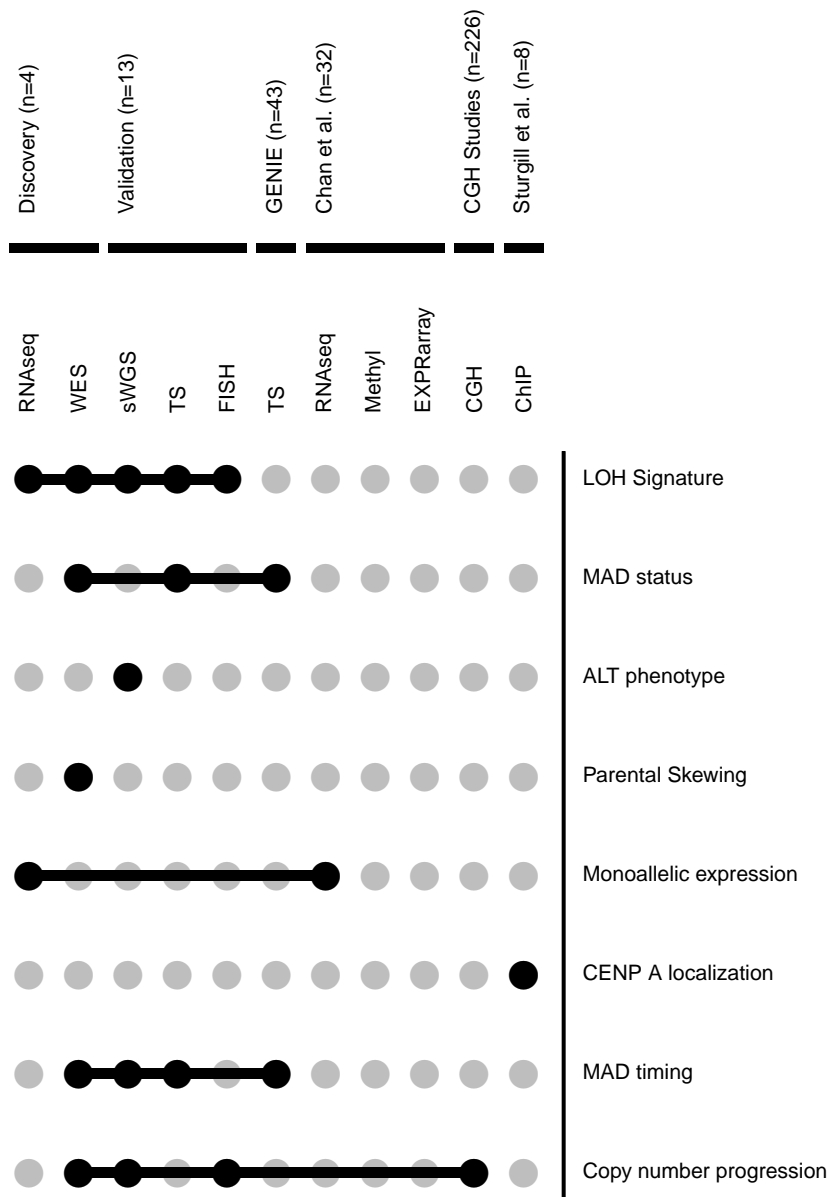 Discovery (n=4)
Validation (n=13)
GENIE (n=43)
Chan et al. (n=32)
CGH Studies (n=226)
Sturgill et al. (n=8)
RNAseq
WES
sWGS
TS
FISH
TS
RNAseq
Methyl
EXPRarray
CGH
ChIP
LOH Signature
MAD status
ALT phenotype
Parental Skewing
Monoallelic expression
CENP A localization
MAD timing
Copy number progression